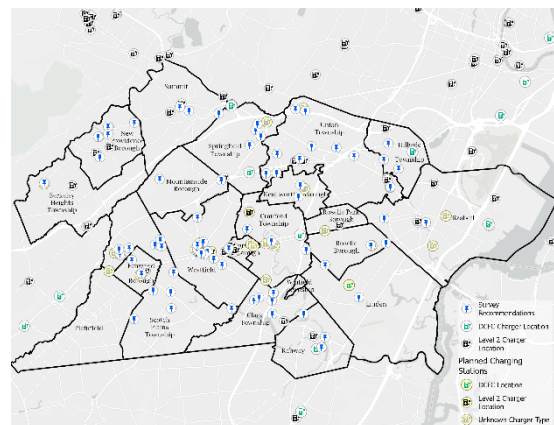 Summit
New
Providence
Borough
Springfield
Township
Union
Township
Hillside
Township
Berkeley
Heights
Township
Mountainside
Borough
Kenilworth Borough
Cranford
Township
Roselle Park
Borough
Elizabeth
Roselle
Borough
Westfield
Fanwood
Borough
Linden
Clark
Township
Scotch
Plains
Township
Plainfield
Rahway
Survey
Recommendations
DCFC Charger Location
Level 2 Charger
Location
Planned Charging
Stations
DCFC Location
Level 2 Charger
Location
Unknown Charger Type